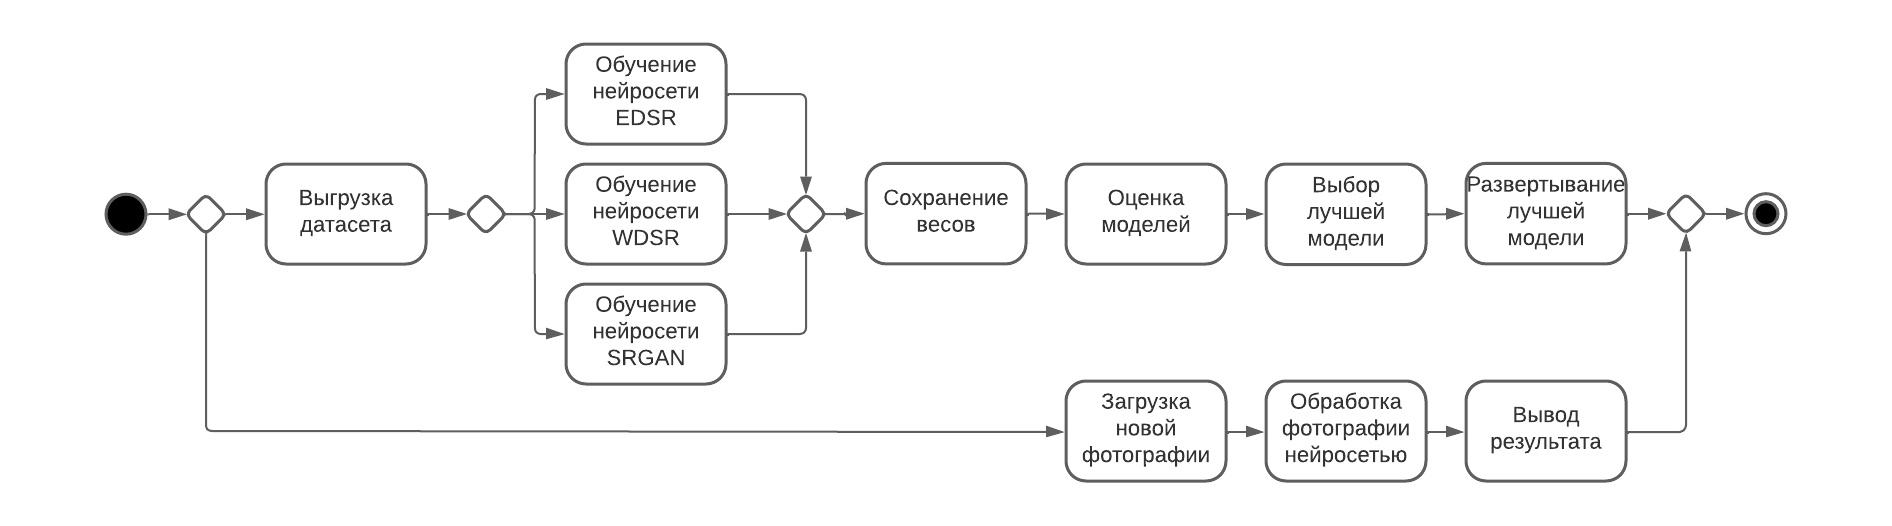 Обучение
нейросети
EDSR
Выгрузка
датасета
Обучение
нейросети
WDSR
Обучение
нейросети
SRGAN
Сохранение
весов
Оценка
моделей
Выбор
лучшей
модели
Развертывание
лучшей
модели
Загрузка
новой
фотографии
Обработка
фотографии
нейросетью
Вывод
результата